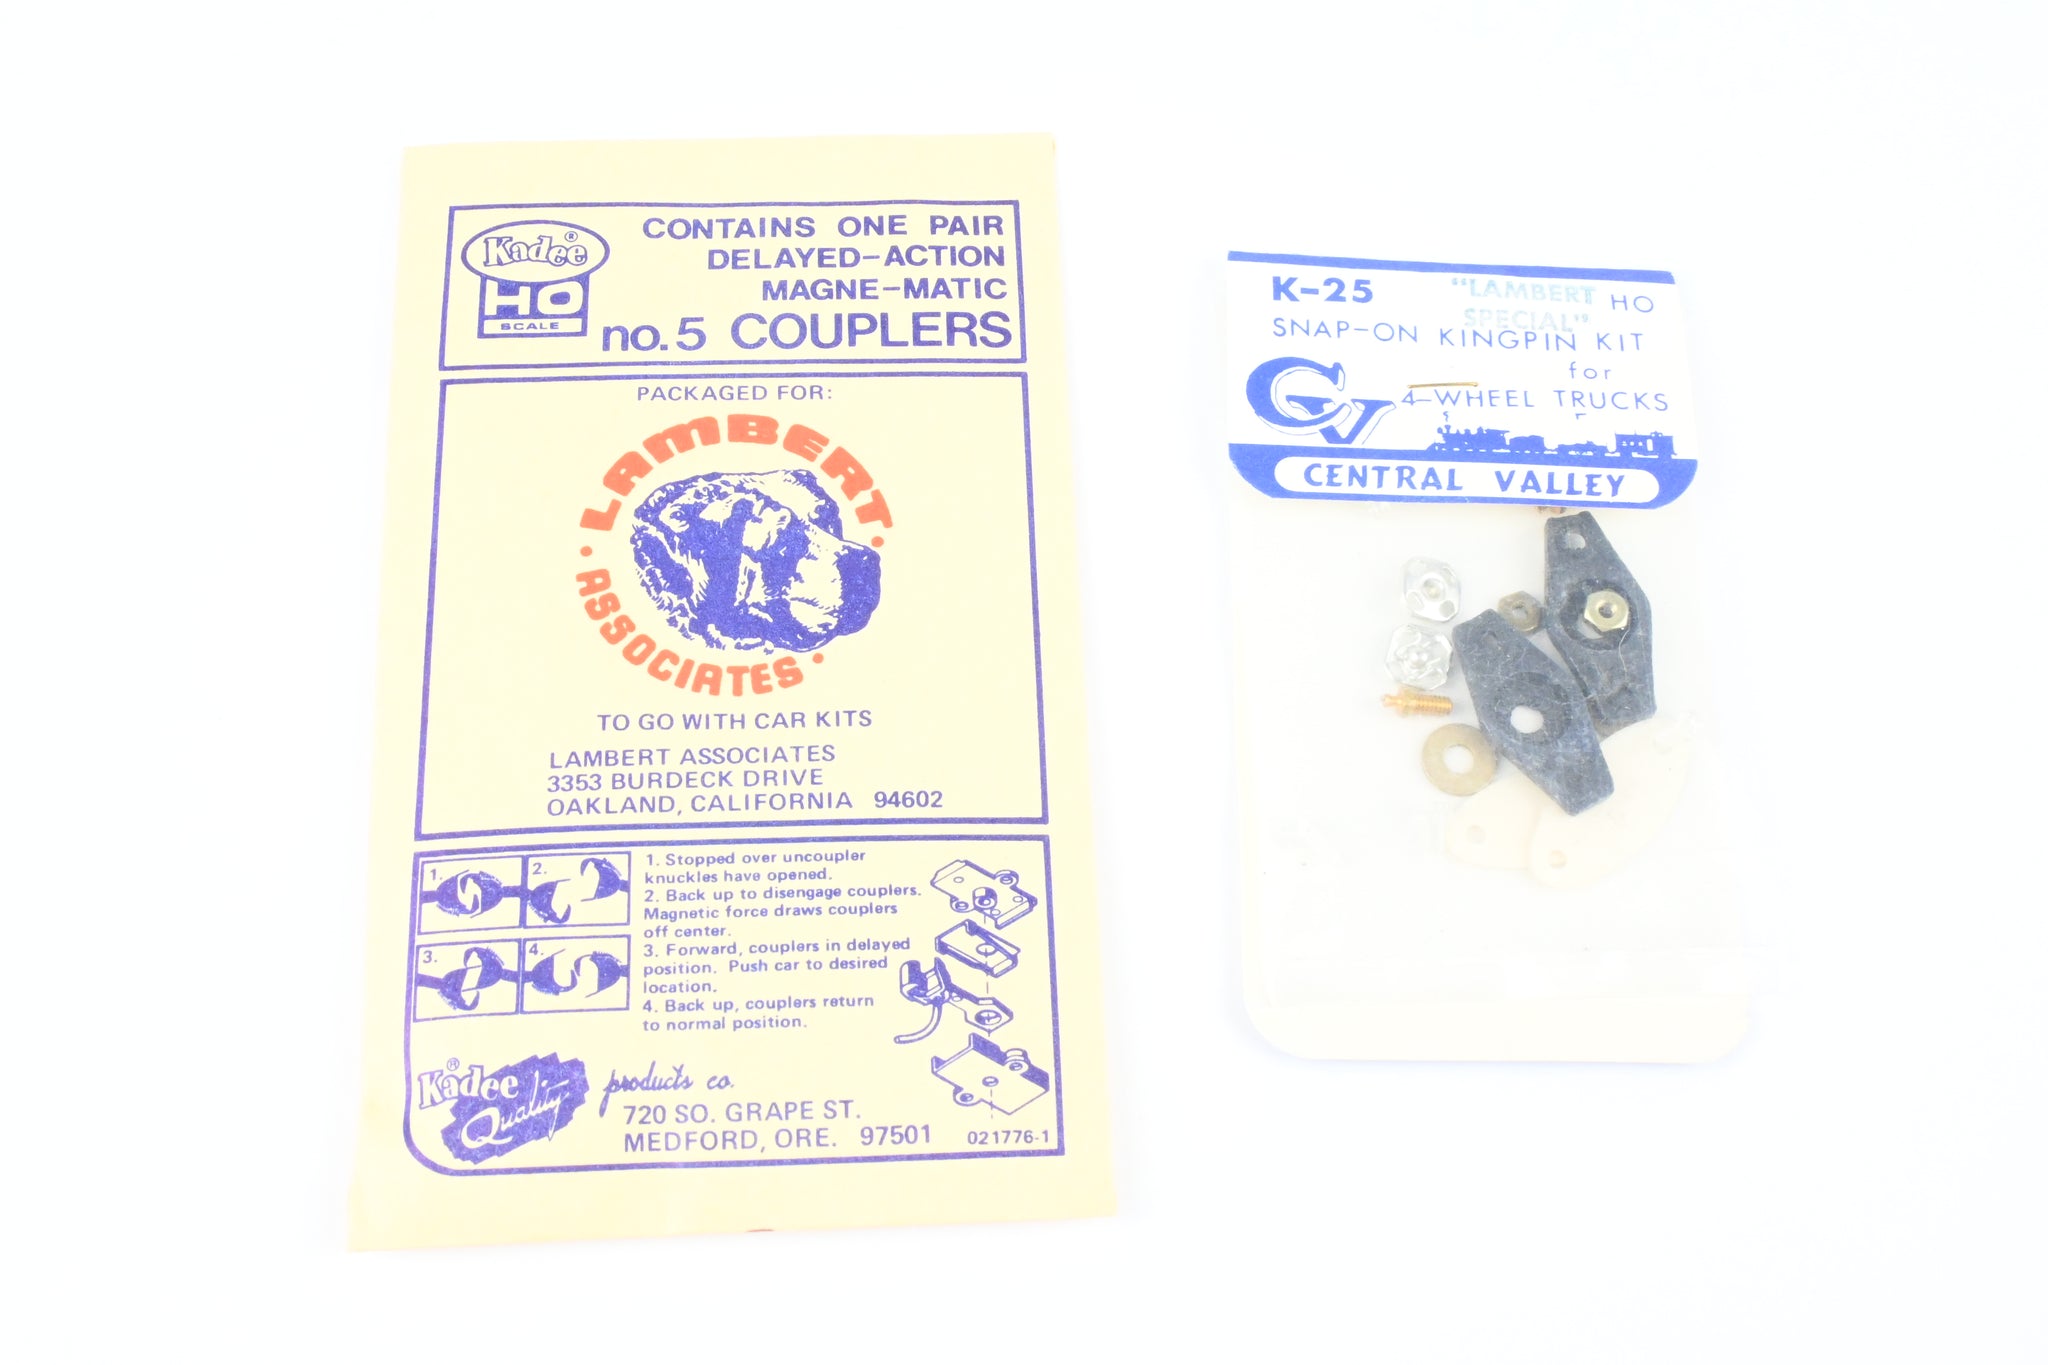 Kadee®
HO
SCALE
CONTAINS ONE PAIR
DELAYED-ACTION
MAGNE-MATIC
no.5 COUPLERS
PACKAGED FOR:
• LAMBERT •
ASSOCIATES •
TO GO WITH CAR KITS
LAMBERT ASSOCIATES
3353 BURDECK DRIVE
OAKLAND, CALIFORNIA 94602
1.
2.
3.
4.
1. Stopped over uncoupler
knuckles have opened.
2. Back up to disengage couplers.
Magnetic force draws couplers
off center.
3. Forward, couplers in delayed
position. Push car to desired
location.
4. Back up, couplers return
to normal position.
Kadee®
Quality
products co.
720 SO. GRAPE ST.
MEDFORD, ORE. 97501
021776-1
K-25 "LAMBERT HO
SPECIAL"
SNAP-ON KINGPIN KIT
for
4-WHEEL TRUCKS
CV
CENTRAL VALLEY